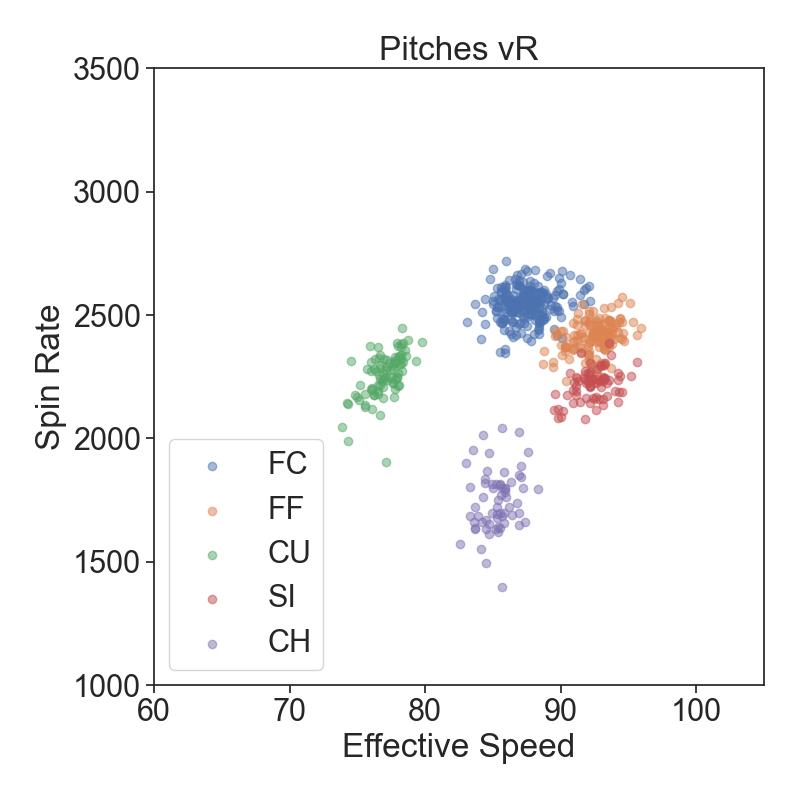 Pitches vR
3500
3000
2500
2000
1500
1000
Spin Rate
FC
FF
CU
SI
CH
60 70 80 90 100
Effective Speed